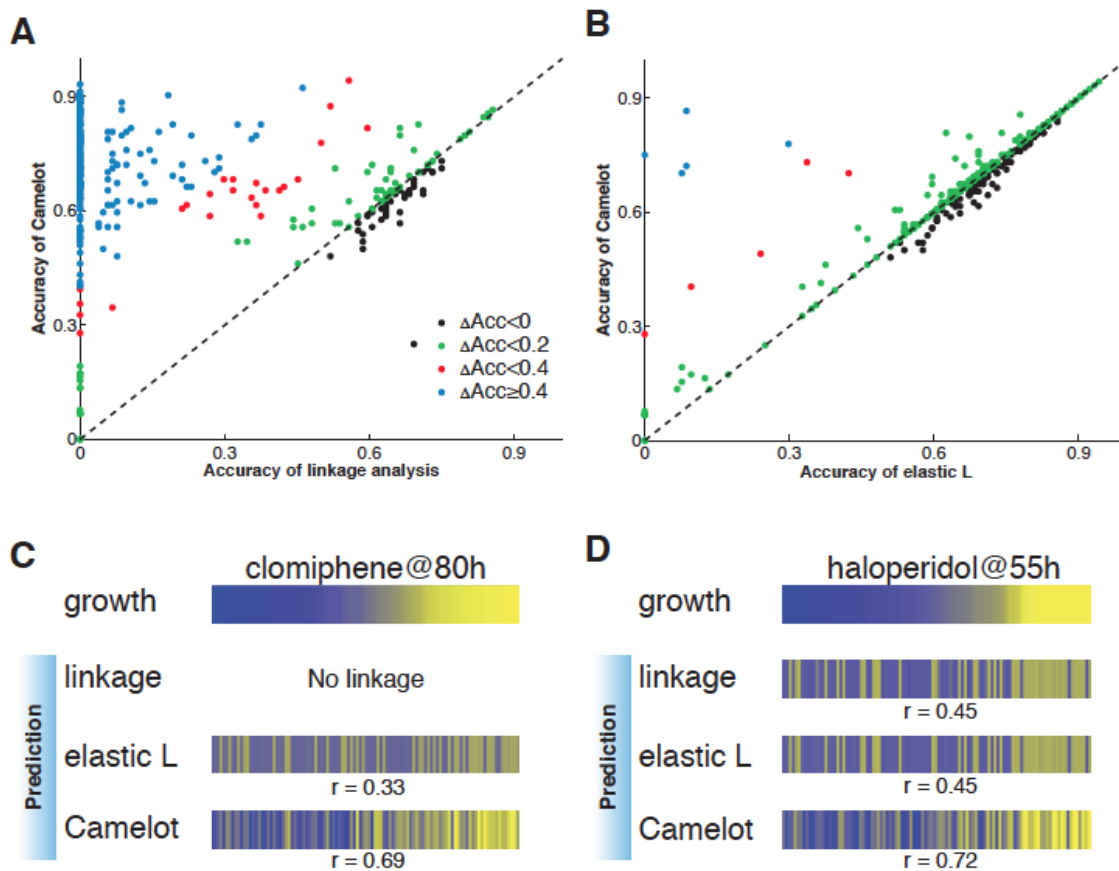 A
B
Accuracy of Camelot
0.9
0.6
0.3
0
0
0.3
0.6
0.9
Accuracy of linkage analysis
ΔAcc<0
ΔAcc<0.2
ΔAcc<0.4
ΔAcc≥0.4
Accuracy of Camelot
0.9
0.6
0.3
0
0
0.3
0.6
0.9
Accuracy of elastic L
C
clomiphene@80h
growth
Prediction
linkage
No linkage
elastic L
r = 0.33
Camelot
r = 0.69
D
haloperidol@55h
growth
Prediction
linkage
r = 0.45
elastic L
r = 0.45
Camelot
r = 0.72